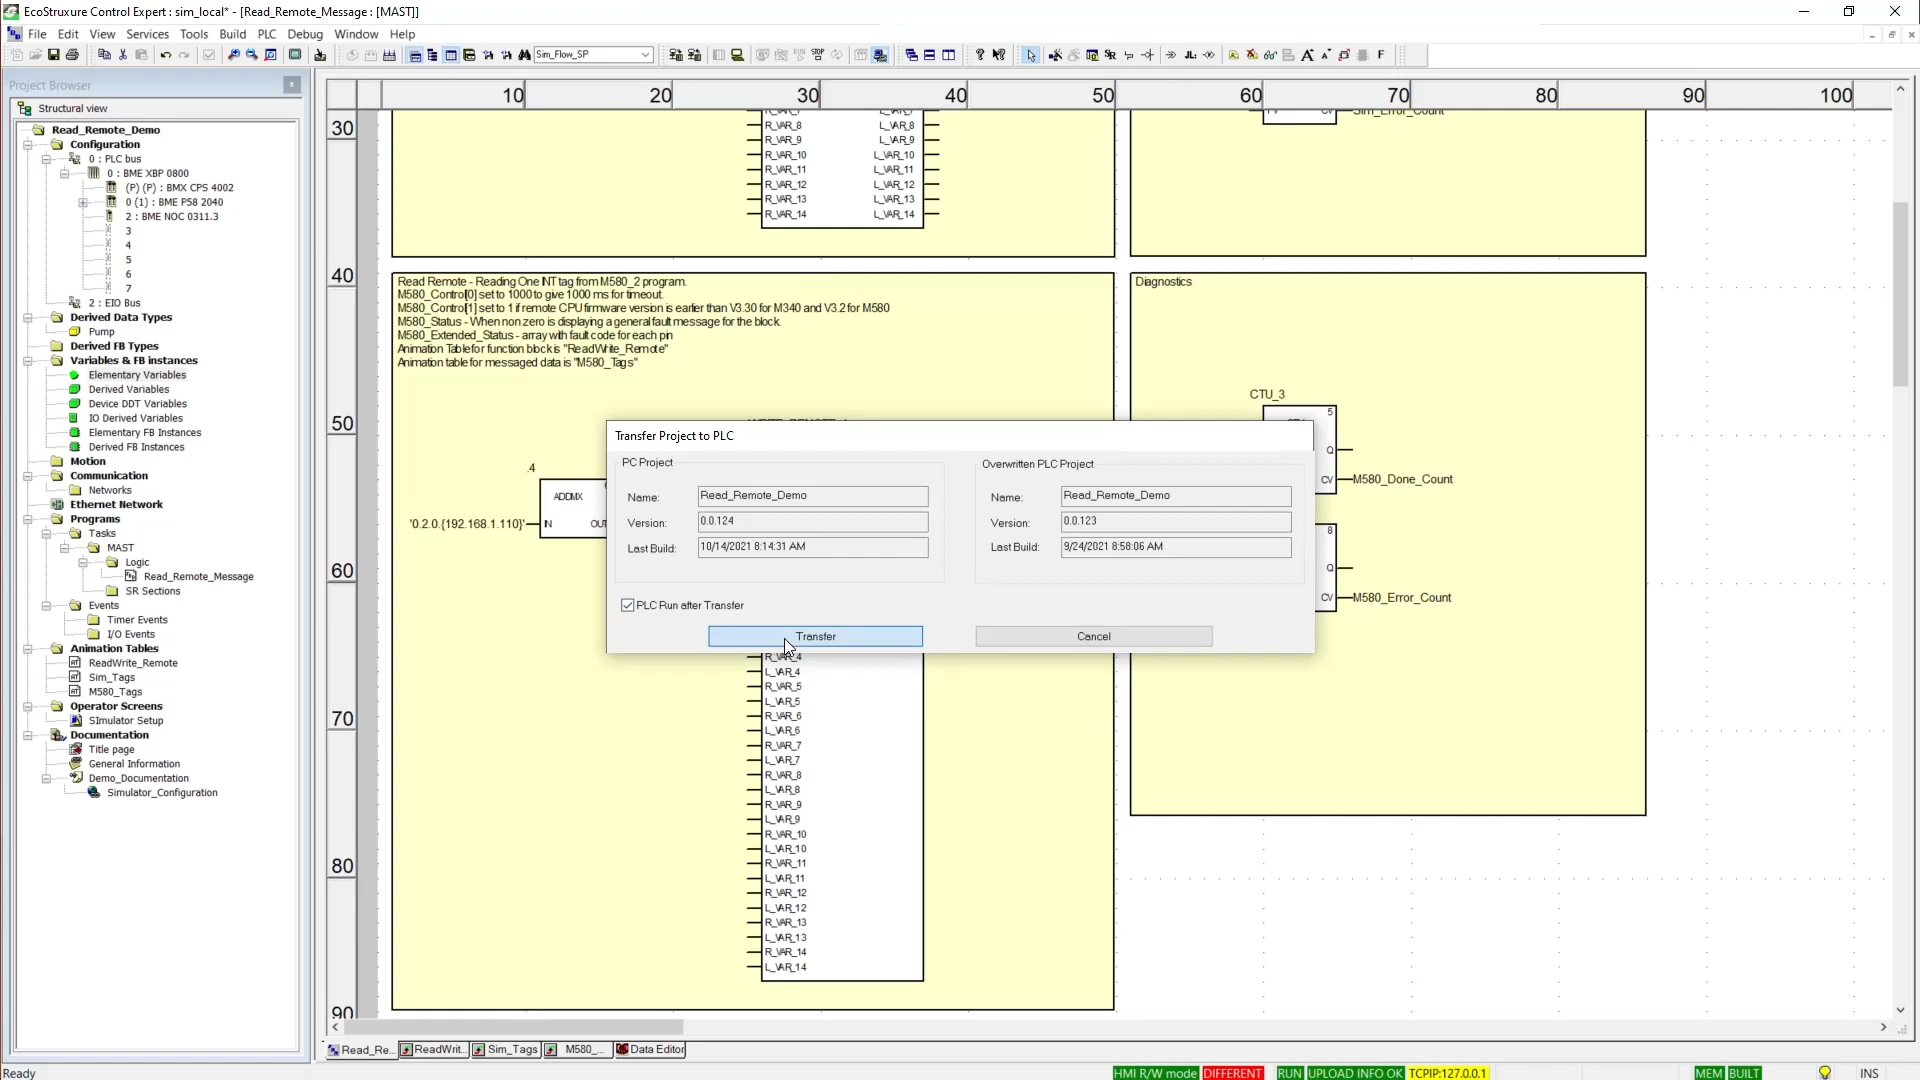 EcoStruxure Control Expert : sim_local* - [Read_Remote_Message : [MAST]]
File Edit View Services Tools Build PLC Debug Window Help
Sim_Flow_SP
Project Browser
Structural view
Read_Remote_Demo
Configuration
0 : PLC bus
0 : BME XBP 0800
(P) (P) : BMX CPS 4002
0 (1) : BME P58 2040
2 : BME NOC 0311.3
3
4
5
6
7
2 : EIO Bus
Derived Data Types
Pump
Derived FB Types
Variables & FB instances
Elementary Variables
Derived Variables
Device DDT Variables
IO Derived Variables
Elementary FB Instances
Derived FB Instances
Motion
Communication
Networks
Ethernet Network
Programs
Tasks
MAST
Logic
Read_Remote_Message
SR Sections
Events
Timer Events
I/O Events
Animation Tables
ReadWrite_Remote
Sim_Tags
M580_Tags
Operator Screens
SImulator Setup
Documentation
Title page
General Information
Demo_Documentation
Simulator_Configuration
10 20 30 40 50 60 70 80 90 100
30
40
50
60
70
80
90
R_VAR_8 L_VAR_8
R_VAR_9 L_VAR_9
R_VAR_10 L_VAR_10
R_VAR_11 L_VAR_11
R_VAR_12 L_VAR_12
R_VAR_13 L_VAR_13
R_VAR_14 L_VAR_14
CV Sim_Error_Count
Read Remote - Reading One INT tag from M580_2 program.
M580_Control[0] set to 1000 to give 1000 ms for timeout.
M580_Control[1] set to 1 if remote CPU firmware version is earlier than V3.30 for M340 and V3.2 for M580
M580_Status - When non zero is displaying a general fault message for the block.
M580_Extended_Status - array with fault code for each pin
Animation Table for function block is "ReadWrite_Remote"
Animation table for messaged data is "M580_Tags"
Diagnostics
CTU_3
5
Q
CV M580_Done_Count
8
Q
CV M580_Error_Count
.4
ADDMX
'0.2.0.{192.168.1.110}' IN OUT
Transfer Project to PLC
PC Project
Name: Read_Remote_Demo
Version: 0.0.124
Last Build: 10/14/2021 8:14:31 AM
Overwritten PLC Project
Name: Read_Remote_Demo
Version: 0.0.123
Last Build: 9/24/2021 8:58:06 AM
PLC Run after Transfer
Transfer Cancel
R_VAR_4
L_VAR_4
R_VAR_5
L_VAR_5
R_VAR_6
L_VAR_6
R_VAR_7
L_VAR_7
R_VAR_8
L_VAR_8
R_VAR_9
L_VAR_9
R_VAR_10
L_VAR_10
R_VAR_11
L_VAR_11
R_VAR_12
L_VAR_12
R_VAR_13
L_VAR_13
R_VAR_14
L_VAR_14
Read_Re... ReadWrit... Sim_Tags M580_... Data Editor
Ready HMI R/W mode DIFFERENT RUN UPLOAD INFO OK TCPIP:127.0.0.1 MEM BUILT INS